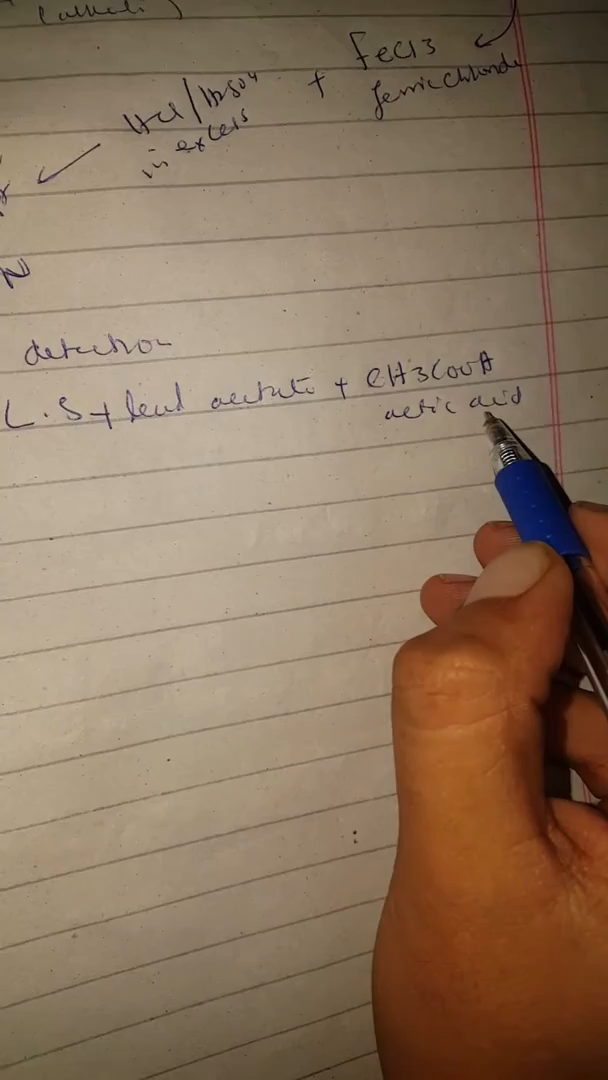 FeCl3
HCl/H2SO4 +
ferric chloride
in excess
N
detection
L.S + lead acetate + CH3COOH
acetic acid